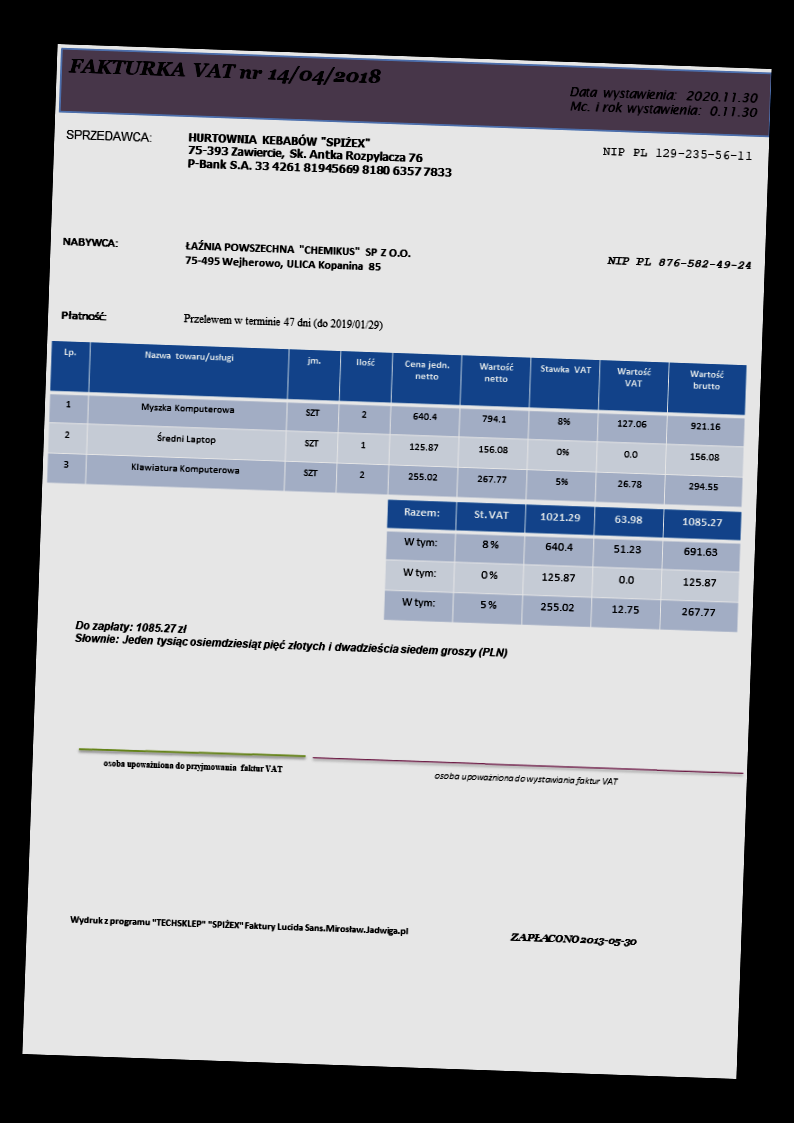 FAKTURKA VAT nr 14/04/2018
Data wystawienia: 2020.11.30
Mc. i rok wystawienia: 0.11.30
SPRZEDAWCA: HURTOWNIA KEBABÓW "SPIŻEX" NIP PL 129-235-56-11
75-393 Zawiercie, Sk. Antka Rozpylacza 76
P-Bank S.A. 33 4261 81945669 8180 6357 7833
NABYWCA: ŁAŹNIA POWSZECHNA "CHEMIKUS" SP Z O.O. NIP PL 876-582-49-24
75-495 Wejherowo, ULICA Kopanina 85
Płatność: Przelewem w terminie 47 dni (do 2019/01/29)
Lp. Nazwa towaru/usługi jm. Ilość Cena jedn. netto Wartość netto Stawka VAT Wartość VAT Wartość brutto
1 Myszka Komputerowa SZT 2 640.4 794.1 8% 127.06 921.16
2 Średni Laptop SZT 1 125.87 156.08 0% 0.0 156.08
3 Klawiatura Komputerowa SZT 2 255.02 267.77 5% 26.78 294.55
Razem: St. VAT 1021.29 63.98 1085.27
W tym: 8% 640.4 51.23 691.63
W tym: 0% 125.87 0.0 125.87
W tym: 5% 255.02 12.75 267.77
Do zapłaty: 1085.27 zł
Słownie: Jeden tysiąc osiemdziesiąt pięć złotych i dwadzieścia siedem groszy (PLN)
osoba upoważniona do przyjmowania faktur VAT osoba upoważniona do wystawiania faktur VAT
Wydruk z programu "TECHSKLEP" "SPIŻEX" Faktury Lucida Sans.Mirosław.Jadwiga.pl
ZAPŁACONO 2013-05-30